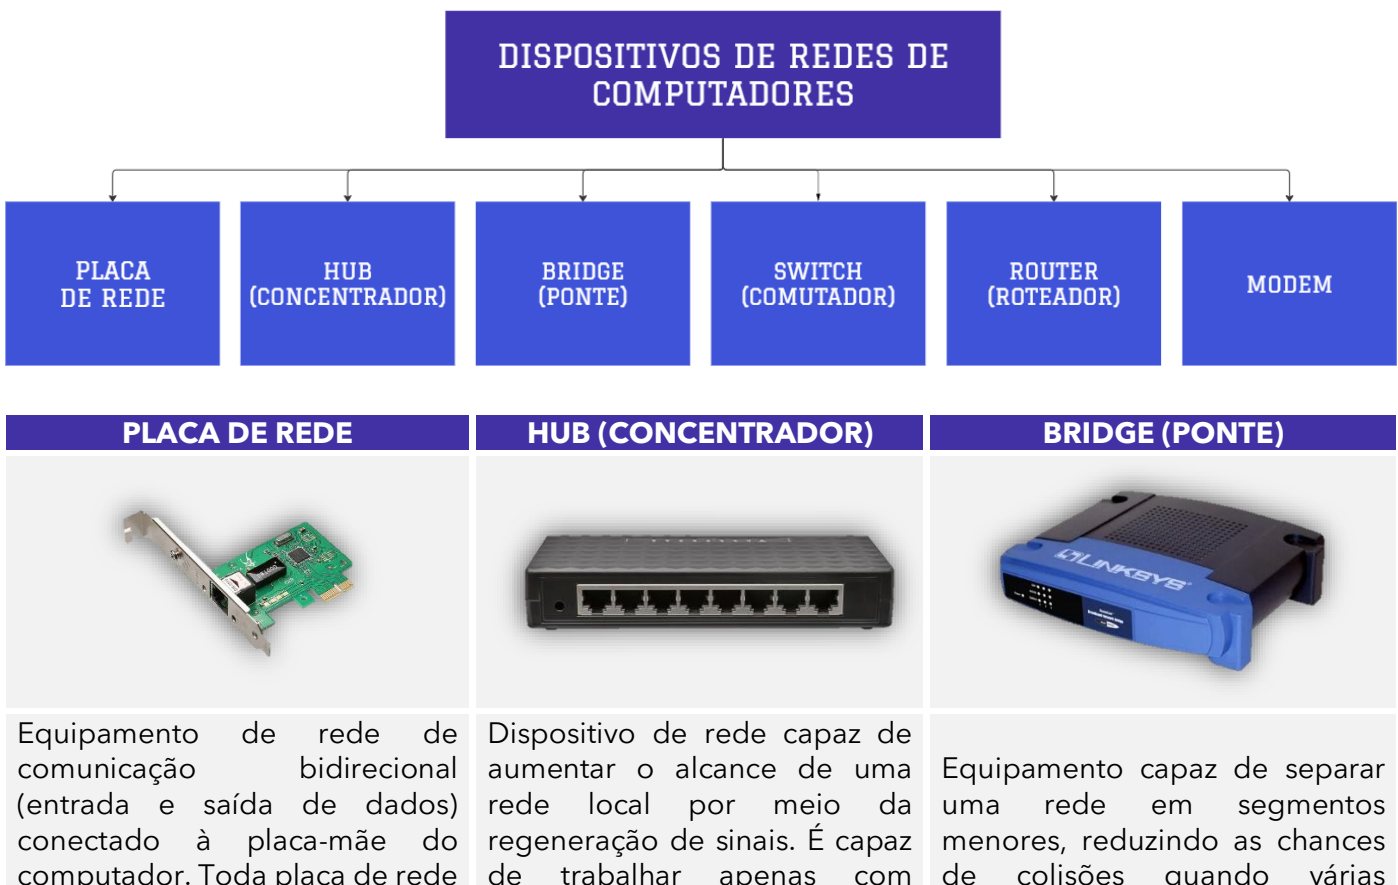 DISPOSITIVOS DE REDES DE
COMPUTADORES
PLACA
DE REDE
HUB
(CONCENTRADOR)
BRIDGE
(PONTE)
SWITCH
(COMUTADOR)
ROUTER
(ROTEADOR)
MODEM
PLACA DE REDE
HUB (CONCENTRADOR)
BRIDGE (PONTE)
LINKSYS
Equipamento de rede de
comunicação bidirecional
(entrada e saída de dados)
conectado à placa-mãe do
computador. Toda placa de rede
Dispositivo de rede capaz de
aumentar o alcance de uma
rede local por meio da
regeneração de sinais. É capaz
de trabalhar apenas com
Equipamento capaz de separar
uma rede em segmentos
menores, reduzindo as chances
de colisões quando várias